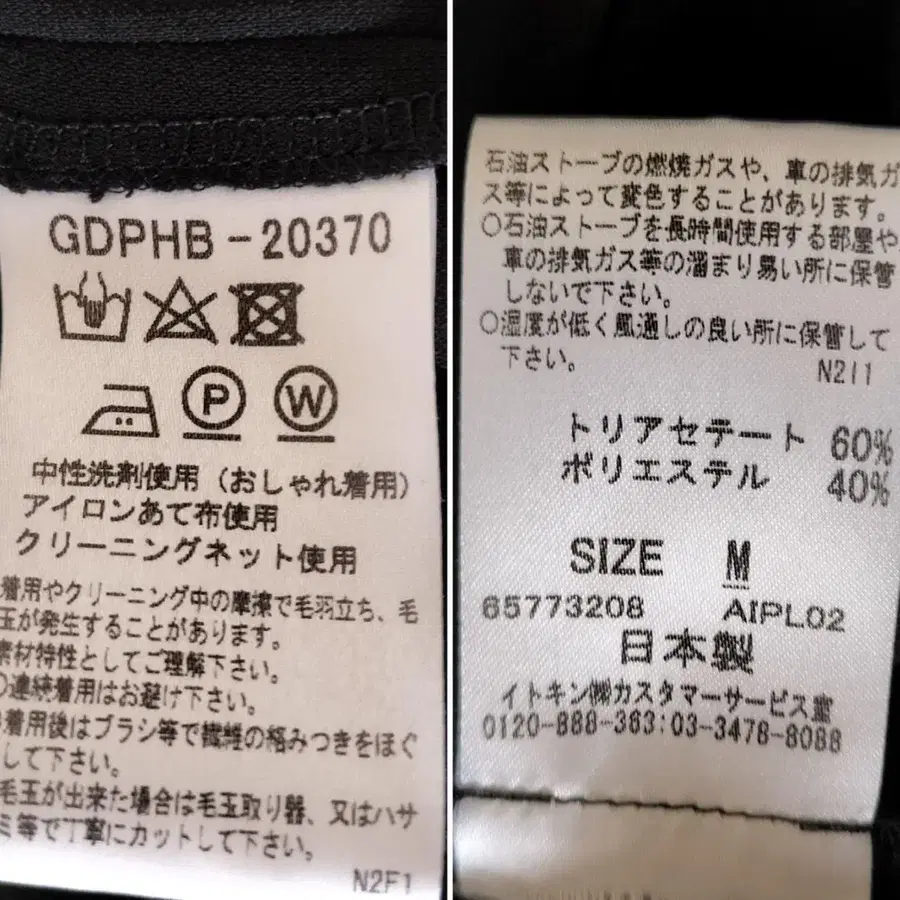 GDPHB-20370
P W
中性洗剤使用(おしゃれ着用)
アイロンあて布使用
クリーニングネット使用
着用やクリーニング中の摩擦で毛羽立ち、毛
玉が発生することがあります。
素材特性としてご理解下さい。
○連続着用はお避け下さい。
着用後はブラシ等で繊維の絡みつきをほぐ
して下さい。
毛玉が出来た場合は毛玉取り器、又はハサ
ミ等で丁寧にカットして下さい。
N2F1
石油ストーブの燃焼ガスや、車の排気ガ
ス等によって変色することがあります。
○石油ストーブを長時間使用する部屋や、
車の排気ガス等の溜まり易い所に保管
しないで下さい。
○湿度が低く風通しの良い所に保管して
下さい。
N211
トリアセテート 60%
ポリエステル 40%
SIZE M
65773208 AIPL02
日本製
イトキン㈱カスタマーサービス室
0120-888-363:03-3478-8088